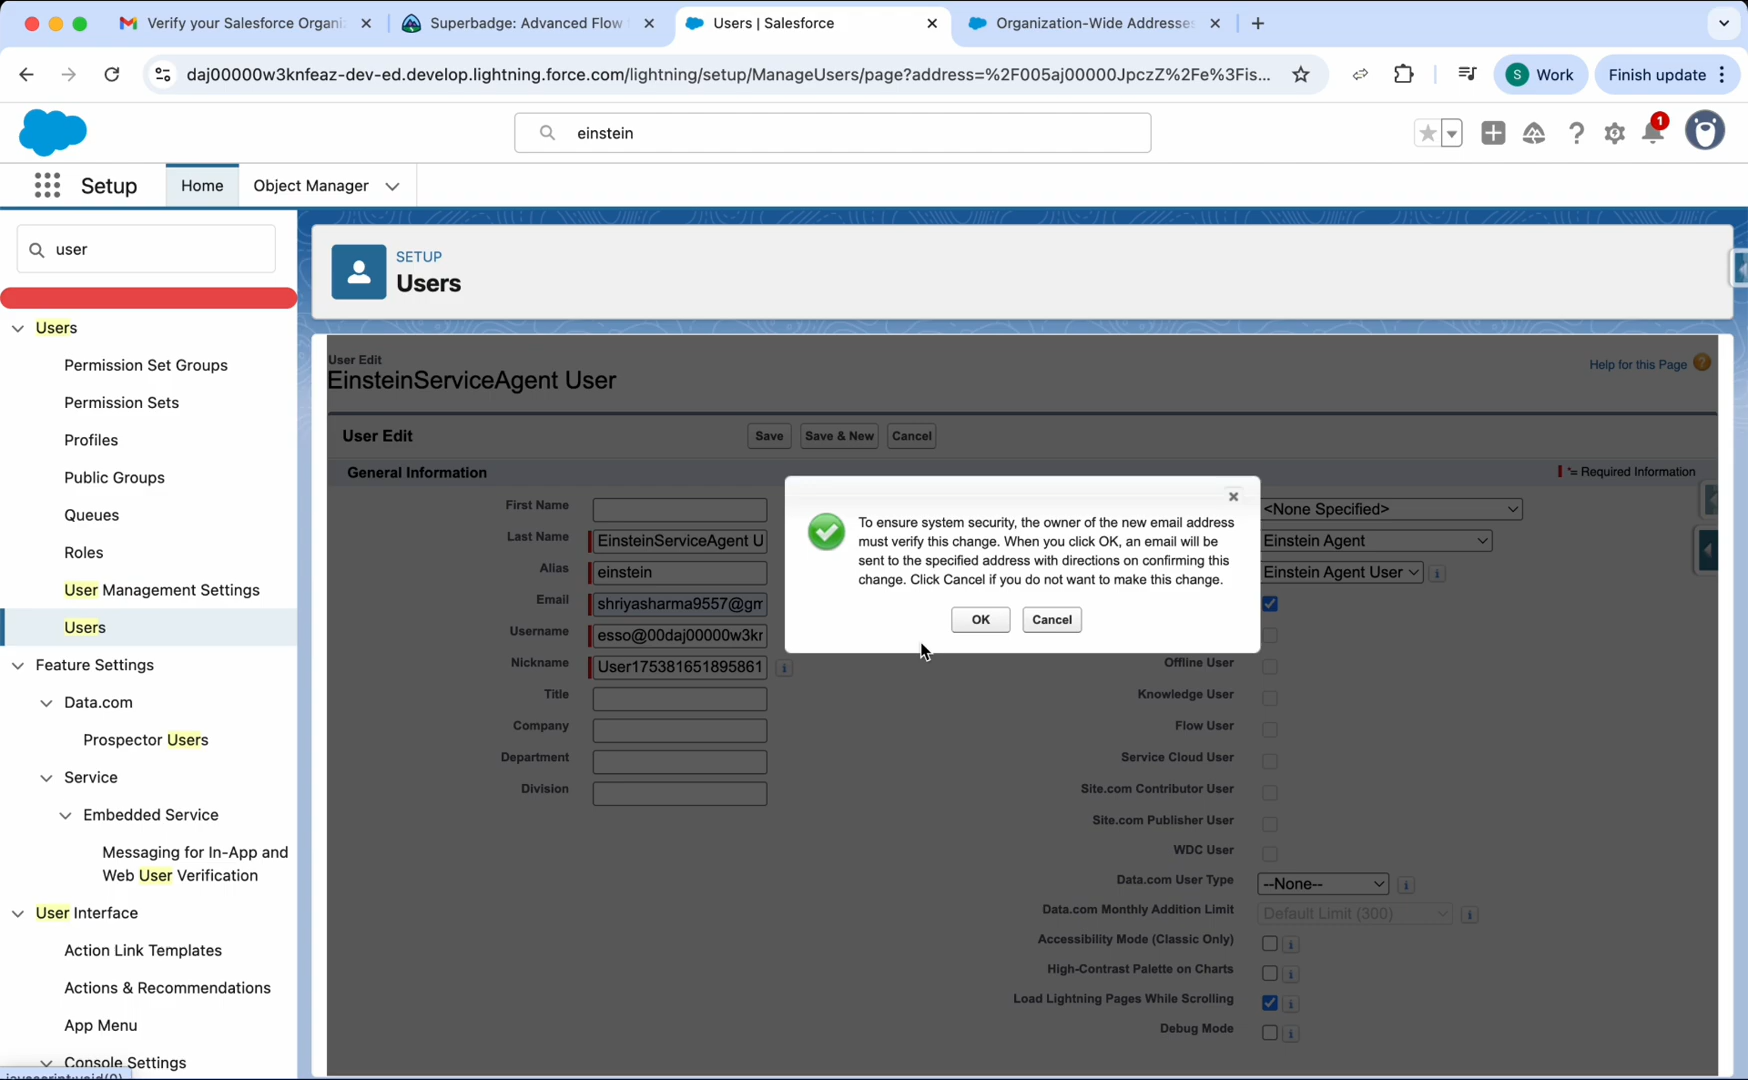 Verify your Salesforce Organiz
Superbadge: Advanced Flow
Users | Salesforce
Organization-Wide Addresses
daj00000w3knfeaz-dev-ed.develop.lightning.force.com/lightning/setup/ManageUsers/page?address=%2F005aj00000JpczZ%2Fe%3Fis...
S Work
Finish update
einstein
1
Setup
Home
Object Manager
user
SETUP
Users
Users
Permission Set Groups
Permission Sets
Profiles
Public Groups
Queues
Roles
User Management Settings
Users
Feature Settings
Data.com
Prospector Users
Service
Embedded Service
Messaging for In-App and
Web User Verification
User Interface
Action Link Templates
Actions & Recommendations
App Menu
Console Settings
User Edit
EinsteinServiceAgent User
Help for this Page
User Edit
Save
Save & New
Cancel
General Information
= Required Information
First Name
Last Name EinsteinServiceAgent U
Alias einstein
Email shriyasharma9557@gm
Username esso@00daj00000w3kr
Nickname User175381651895861
Title
Company
Department
Division
To ensure system security, the owner of the new email address
must verify this change. When you click OK, an email will be
sent to the specified address with directions on confirming this
change. Click Cancel if you do not want to make this change.
OK
Cancel
<None Specified>
Einstein Agent
Einstein Agent User
Offline User
Knowledge User
Flow User
Service Cloud User
Site.com Contributor User
Site.com Publisher User
WDC User
Data.com User Type --None--
Data.com Monthly Addition Limit Default Limit (300)
Accessibility Mode (Classic Only)
High-Contrast Palette on Charts
Load Lightning Pages While Scrolling
Debug Mode